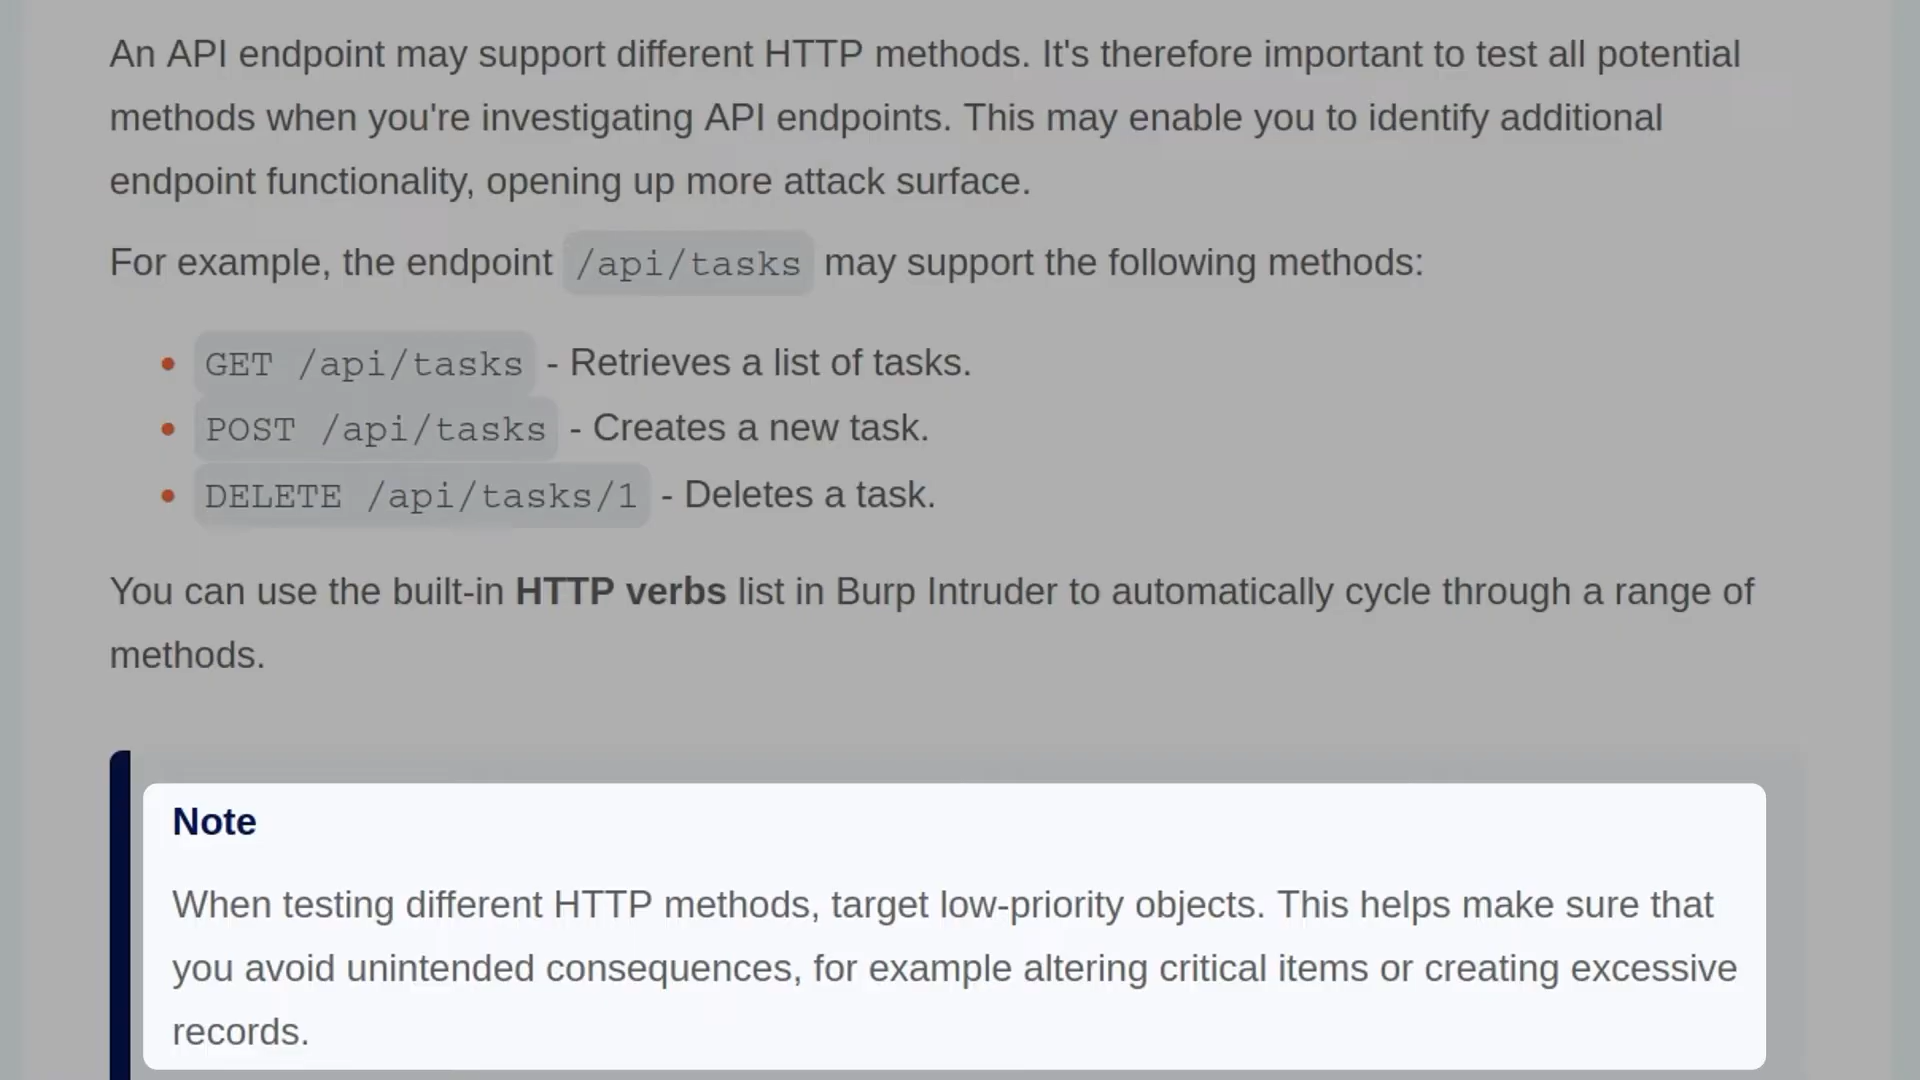 An API endpoint may support different HTTP methods. It's therefore important to test all potential
methods when you're investigating API endpoints. This may enable you to identify additional
endpoint functionality, opening up more attack surface.
For example, the endpoint /api/tasks may support the following methods:
• GET /api/tasks - Retrieves a list of tasks.
• POST /api/tasks - Creates a new task.
• DELETE /api/tasks/1 - Deletes a task.
You can use the built-in HTTP verbs list in Burp Intruder to automatically cycle through a range of
methods.
Note
When testing different HTTP methods, target low-priority objects. This helps make sure that
you avoid unintended consequences, for example altering critical items or creating excessive
records.